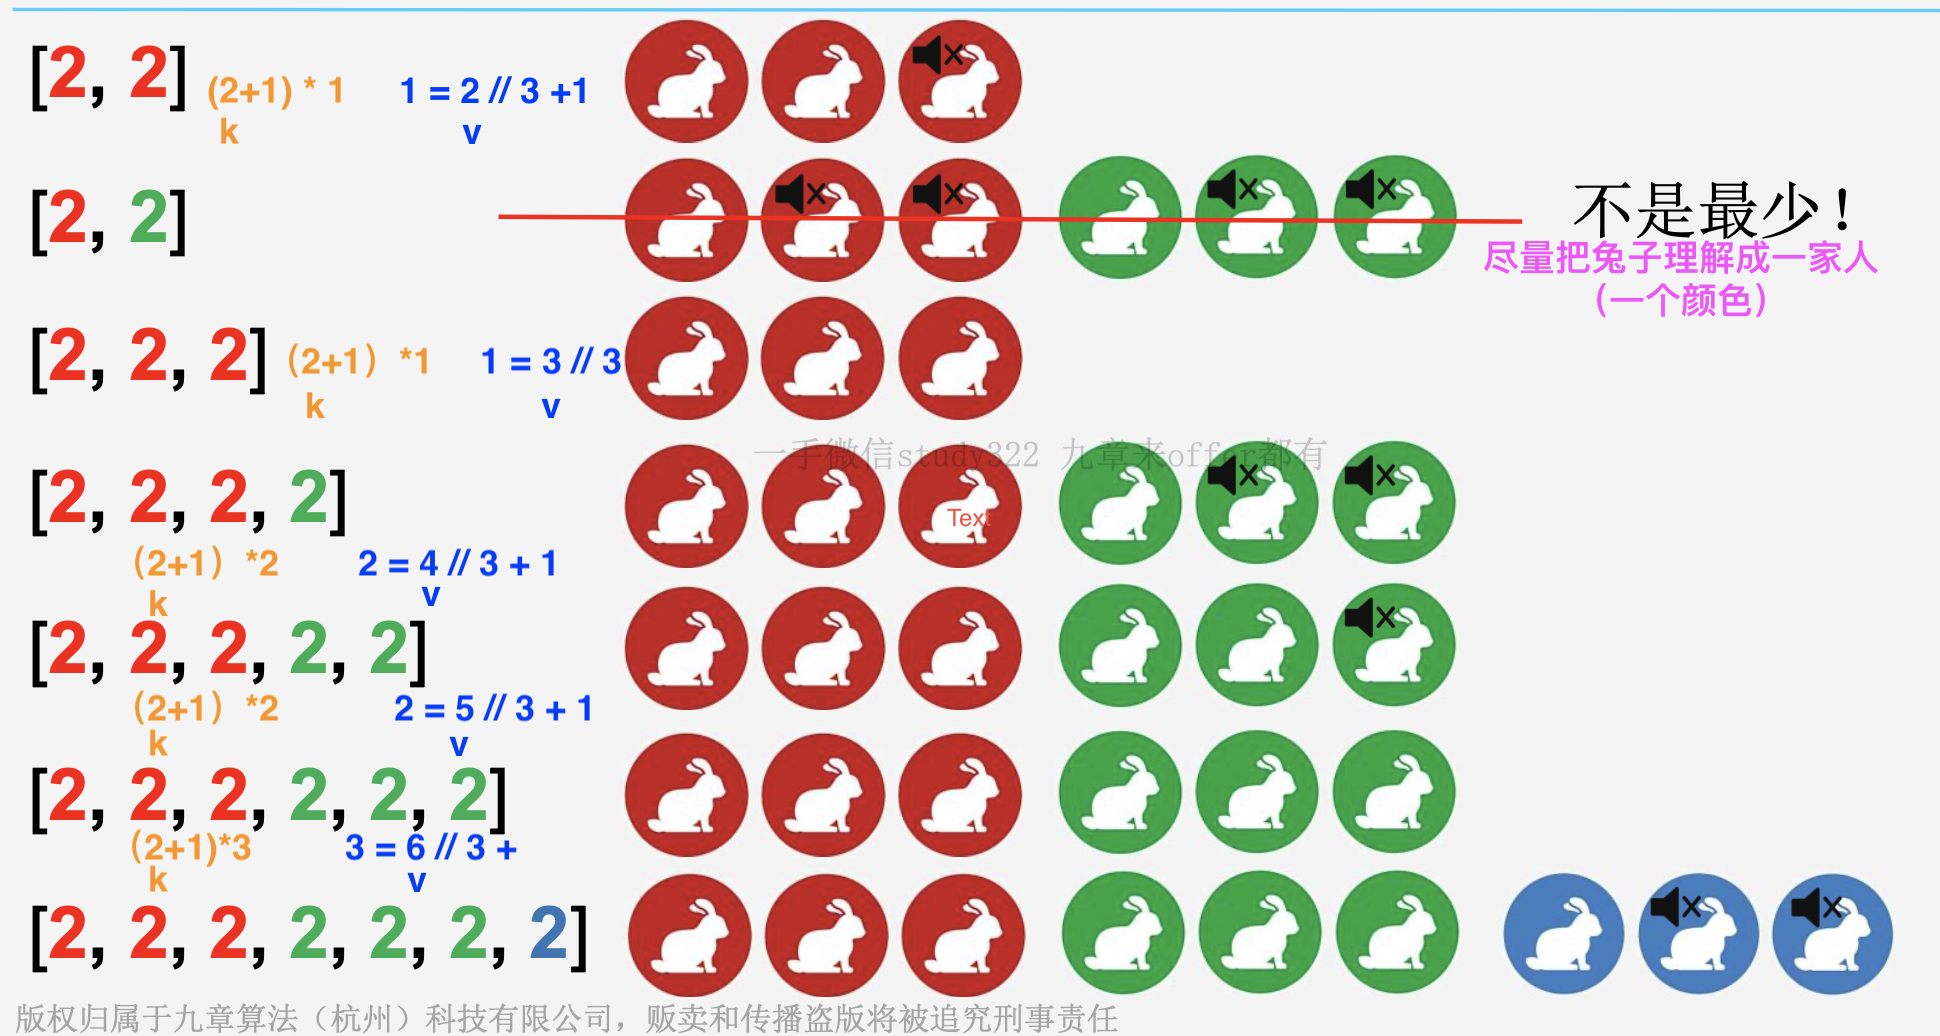 [2, 2] (2+1) * 1 1 = 2 // 3 +1
k v
[2, 2] 不是最少！
尽量把兔子理解成一家人
（一个颜色）
[2, 2, 2] （2+1） *1 1 = 3 // 3
k v
一手微信study322 九章来offer都有
[2, 2, 2, 2]
Text
（2+1） *2 2 = 4 // 3 + 1
k v
[2, 2, 2, 2, 2]
（2+1） *2 2 = 5 // 3 + 1
k v
[2, 2, 2, 2, 2, 2]
(2+1)*3 3 = 6 // 3 +
k v
[2, 2, 2, 2, 2, 2, 2]
版权归属于九章算法（杭州）科技有限公司，贩卖和传播盗版将被追究刑事责任